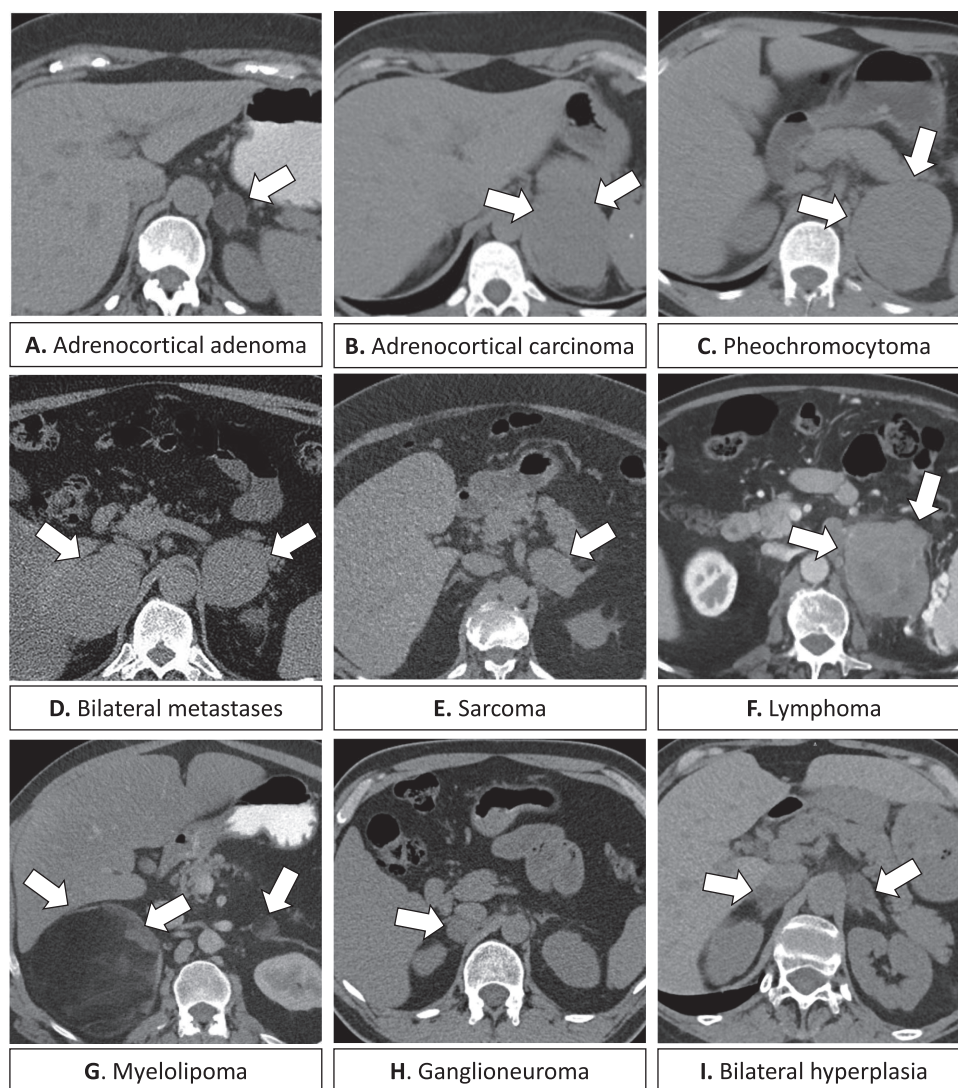 A. Adrenocortical adenoma
B. Adrenocortical carcinoma
C. Pheochromocytoma
D. Bilateral metastases
E. Sarcoma
F. Lymphoma
G. Myelolipoma
H. Ganglioneuroma
I. Bilateral hyperplasia